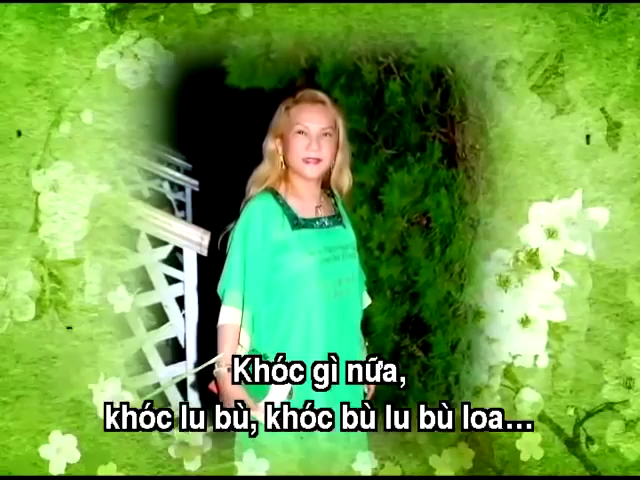 Khóc gì nữa,
khóc lu bù, khóc bù lu bù loa...